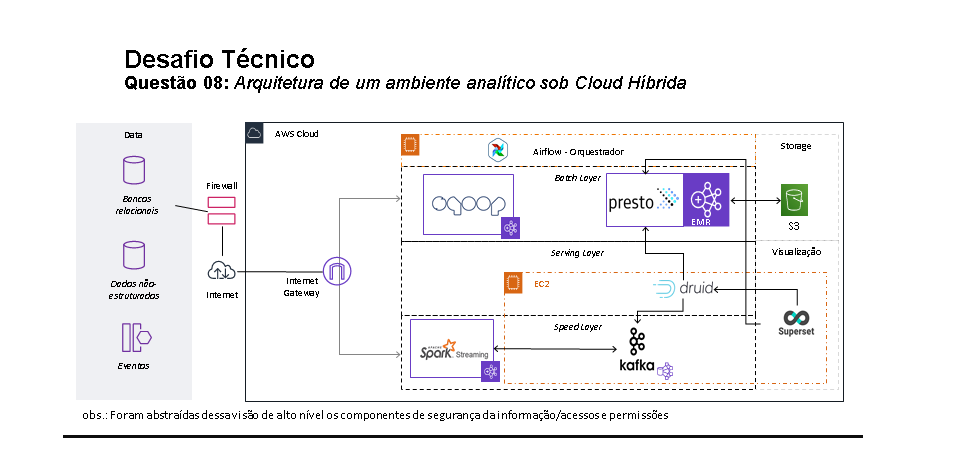 Desafio Técnico
Questão 08: Arquitetura de um ambiente analítico sob Cloud Híbrida
Data
Bancos
relacionais
Dados não-
estruturados
Eventos
Firewall
Internet
AWS Cloud
Internet
Gateway
Airflow - Orquestrador
Batch Layer
sqoop
presto
EMR
Serving Layer
EC2
druid
Speed Layer
APACHE
Spark Streaming
kafka
Storage
S3
Visualização
Superset
obs.: Foram abstraídas dessa visão de alto nível os componentes de segurança da informação/acessos e permissões